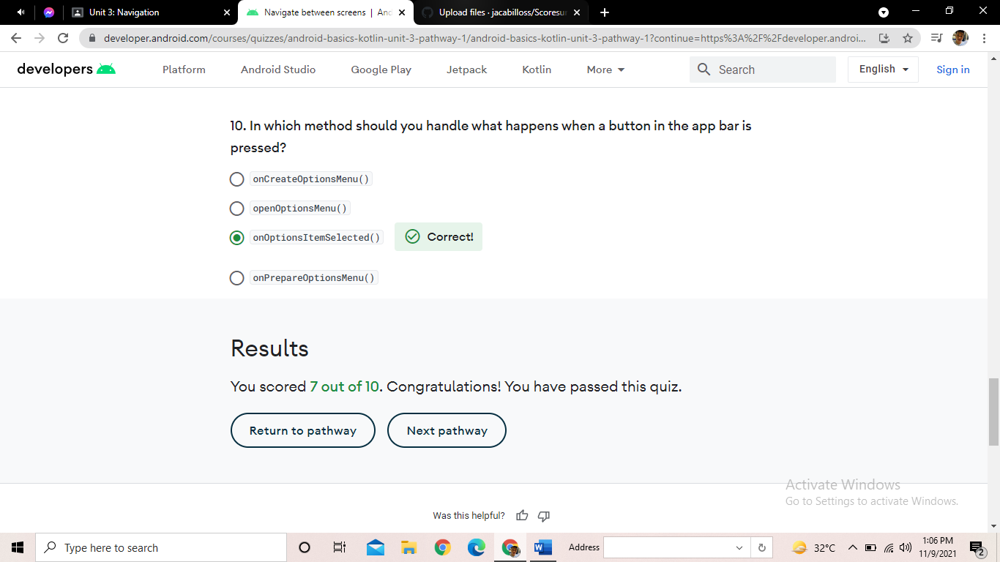 Unit 3: Navigation
Navigate between screens | And
Upload files · jacabilloss/Scoresu
developer.android.com/courses/quizzes/android-basics-kotlin-unit-3-pathway-1/android-basics-kotlin-unit-3-pathway-1?continue=https%3A%2F%2Fdeveloper.androi...
developers
Platform
Android Studio
Google Play
Jetpack
Kotlin
More
Search
English
Sign in
10. In which method should you handle what happens when a button in the app bar is
pressed?
onCreateOptionsMenu()
openOptionsMenu()
onOptionsItemSelected()
Correct!
onPrepareOptionsMenu()
Results
You scored 7 out of 10. Congratulations! You have passed this quiz.
Return to pathway
Next pathway
Activate Windows
Go to Settings to activate Windows.
Was this helpful?
Type here to search
Address
32°C
1:06 PM
11/9/2021
2